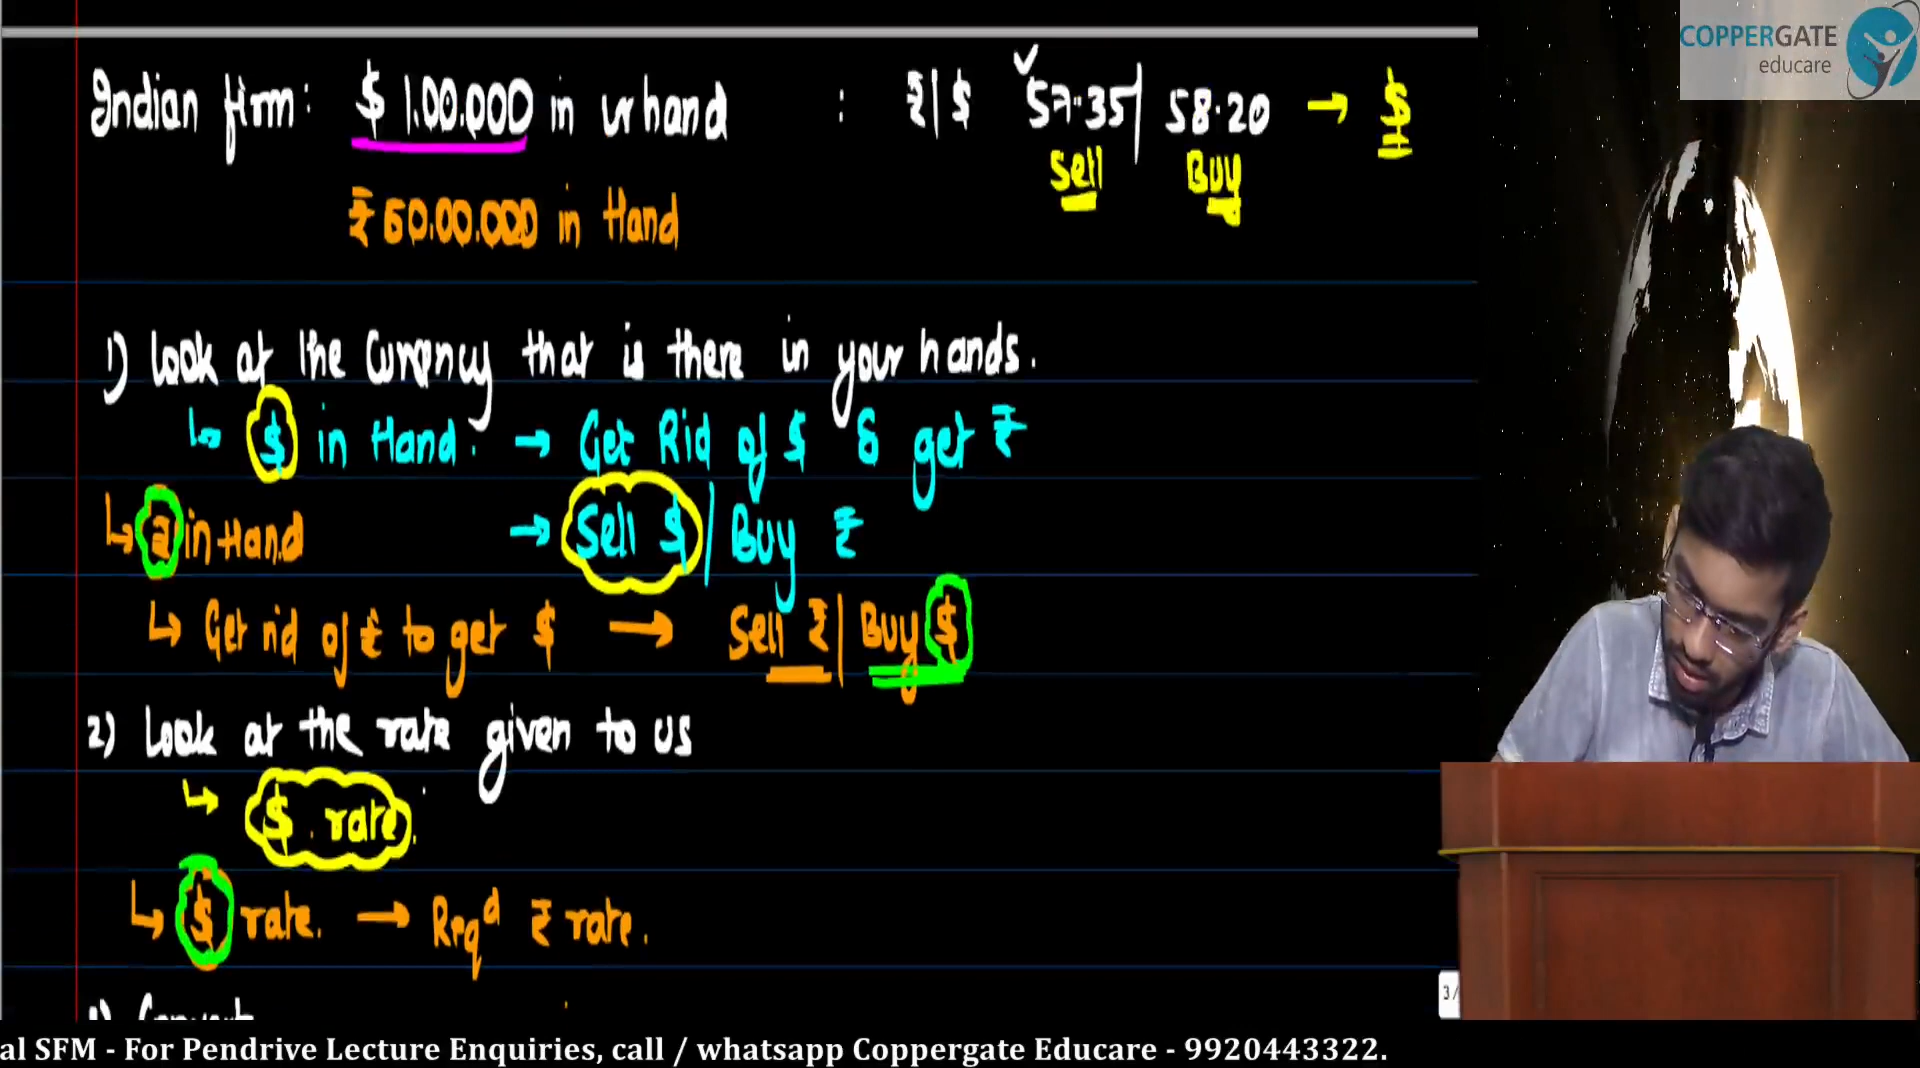 COPPERGATE
educare
Indian firm: $ 1.00.000 in ur hand : ₹|$ 57.35| 58.20 → $
Sell Buy
₹60.00.000 in Hand
1) Look at the Currency that is there in your hands.
↳ $ in Hand. → Get Rid of $ & get ₹
→ Sell $ | Buy ₹
↳ ₹ in Hand
↳ Get rid of ₹ to get $ → Sell ₹ | Buy $
2) Look at the rate given to us
↳ $ rate.
↳ $ rate. → Reqd ₹ rate.
Convert
3/
al SFM - For Pendrive Lecture Enquiries, call / whatsapp Coppergate Educare - 9920443322.